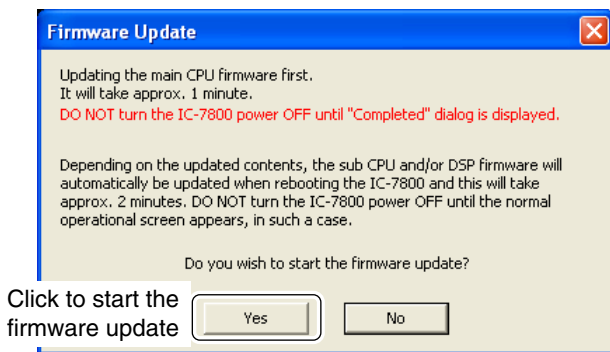 Firmware Update
Updating the main CPU firmware first.
It will take approx. 1 minute.
DO NOT turn the IC-7800 power OFF until "Completed" dialog is displayed.
Depending on the updated contents, the sub CPU and/or DSP firmware will
automatically be updated when rebooting the IC-7800 and this will take
approx. 2 minutes. DO NOT turn the IC-7800 power OFF until the normal
operational screen appears, in such a case.
Do you wish to start the firmware update?
Click to start the
firmware update
Yes
No